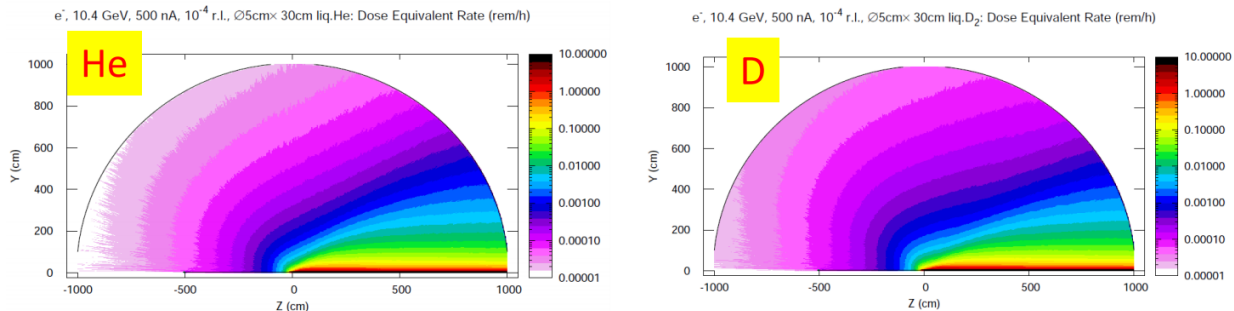 e-, 10.4 GeV, 500 nA, 10-4 r.l., ∅5cm× 30cm liq.He: Dose Equivalent Rate (rem/h)
He
Y (cm)
1000
800
600
400
200
0
-1000 -500 0 500 1000
Z (cm)
10.00000
1.00000
0.10000
0.01000
0.00100
0.00010
0.00001
e-, 10.4 GeV, 500 nA, 10-4 r.l., ∅5cm× 30cm liq.D2: Dose Equivalent Rate (rem/h)
D
Y (cm)
1000
800
600
400
200
0
-1000 -500 0 500 1000
Z (cm)
10.00000
1.00000
0.10000
0.01000
0.00100
0.00010
0.00001